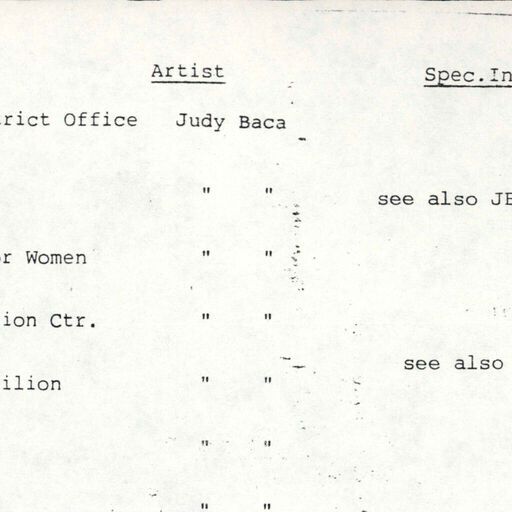 Artist Spec.In
rict Office Judy Baca
" " see also JE
r Women " "
ion Ctr. " "
see also
ilion " "
" "
" "